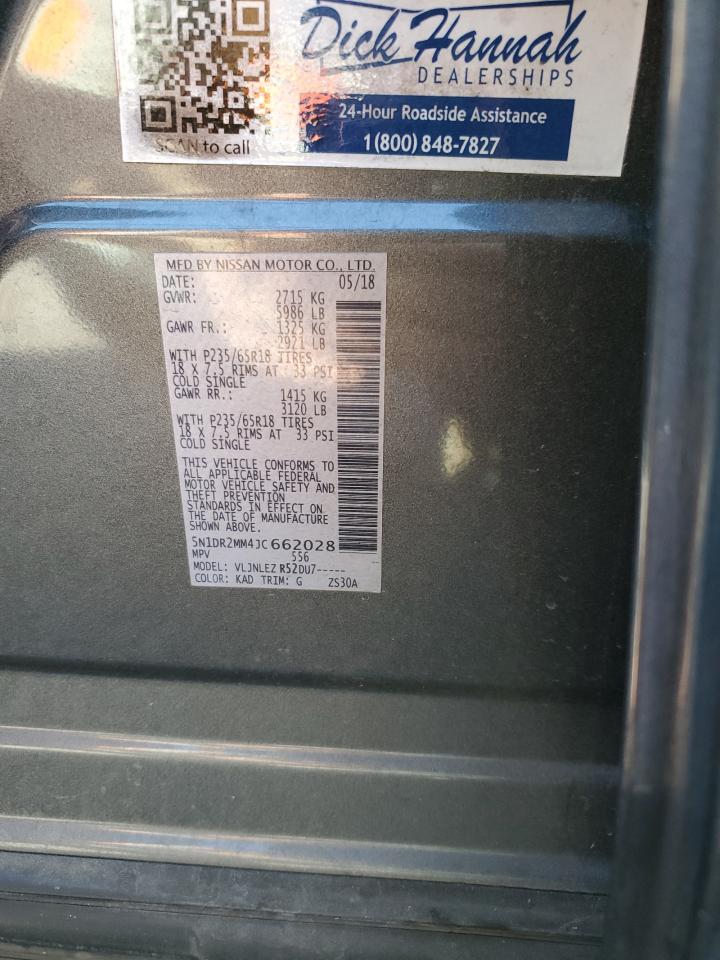 Dick Hannah
DEALERSHIPS
24-Hour Roadside Assistance
1(800) 848-7827
SCAN to call
MFD BY NISSAN MOTOR CO., LTD.
DATE: 05/18
GVWR: 2715 KG
5986 LB
GAWR FR.: 1325 KG
2921 LB
WITH P235/65R18 TIRES
18 X 7.5 RIMS AT 33 PSI
COLD SINGLE
GAWR RR.: 1415 KG
3120 LB
WITH P235/65R18 TIRES
18 X 7.5 RIMS AT 33 PSI
COLD SINGLE
THIS VEHICLE CONFORMS TO
ALL APPLICABLE FEDERAL
MOTOR VEHICLE SAFETY AND
THEFT PREVENTION
STANDARDS IN EFFECT ON
THE DATE OF MANUFACTURE
SHOWN ABOVE.
5N1DR2MM4JC662028
MPV 556
MODEL: VLJNLEZ R52DU7-----
COLOR: KAD TRIM: G ZS30A